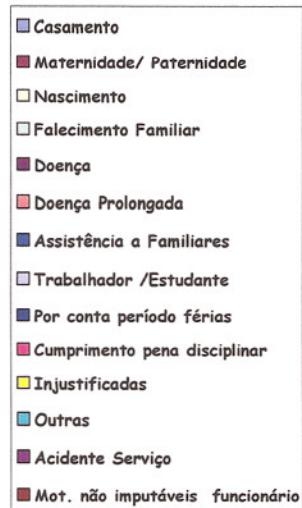 Casamento
Maternidade/ Paternidade
Nascimento
Falecimento Familiar
Doença
Doença Prolongada
Assistência a Familiares
Trabalhador /Estudante
Por conta período férias
Cumprimento pena disciplinar
Injustificadas
Outras
Acidente Serviço
Mot. não imputáveis funcionário